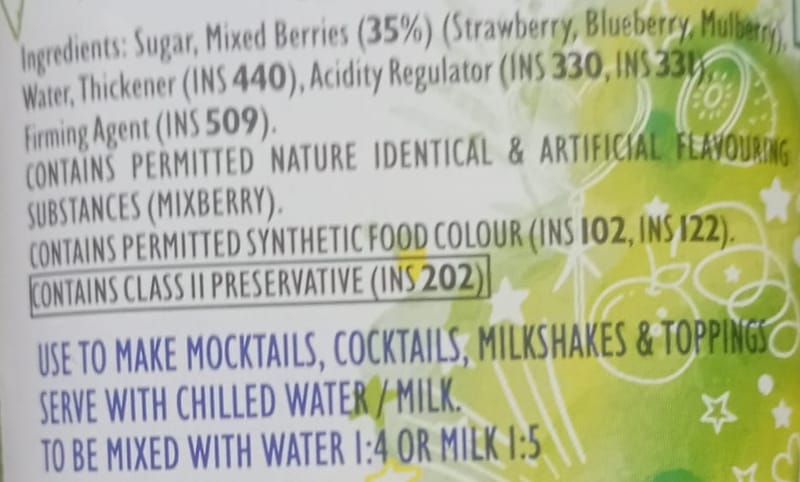 Ingredients: Sugar, Mixed Berries (35%) (Strawberry, Blueberry, Mulberry),
Water, Thickener (INS 440), Acidity Regulator (INS 330, INS 331),
Firming Agent (INS 509).
CONTAINS PERMITTED NATURE IDENTICAL & ARTIFICIAL FLAVOURING
SUBSTANCES (MIXBERRY).
CONTAINS PERMITTED SYNTHETIC FOOD COLOUR (INS 102, INS 122).
CONTAINS CLASS II PRESERVATIVE (INS 202)
USE TO MAKE MOCKTAILS, COCKTAILS, MILKSHAKES & TOPPINGS
SERVE WITH CHILLED WATER / MILK.
TO BE MIXED WITH WATER 1:4 OR MILK 1:5